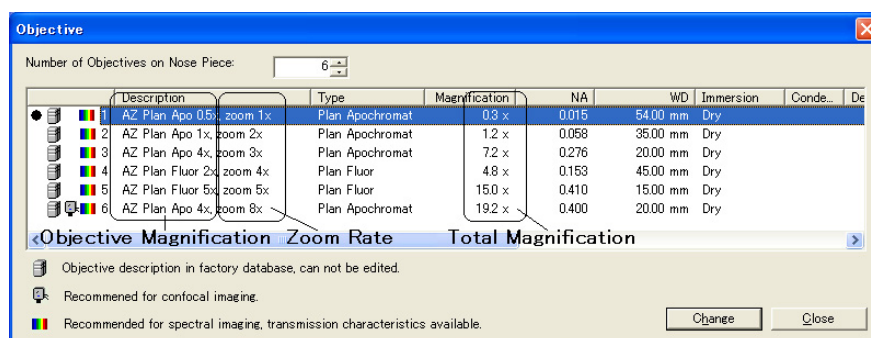 Objective
Number of Objectives on Nose Piece: 6
Description Type Magnification NA WD Immersion Conde... De
1 AZ Plan Apo 0.5x, zoom 1x Plan Apochromat 0.3 x 0.015 54.00 mm Dry
2 AZ Plan Apo 1x, zoom 2x Plan Apochromat 1.2 x 0.058 35.00 mm Dry
3 AZ Plan Apo 4x, zoom 3x Plan Apochromat 7.2 x 0.276 20.00 mm Dry
4 AZ Plan Fluor 2x, zoom 4x Plan Fluor 4.8 x 0.153 45.00 mm Dry
5 AZ Plan Fluor 5x, zoom 5x Plan Fluor 15.0 x 0.410 15.00 mm Dry
6 AZ Plan Apo 4x, zoom 8x Plan Apochromat 19.2 x 0.400 20.00 mm Dry
Objective Magnification Zoom Rate Total Magnification
Objective description in factory database, can not be edited.
Recommened for confocal imaging.
Recommended for spectral imaging, transmission characteristics available.
Change Close